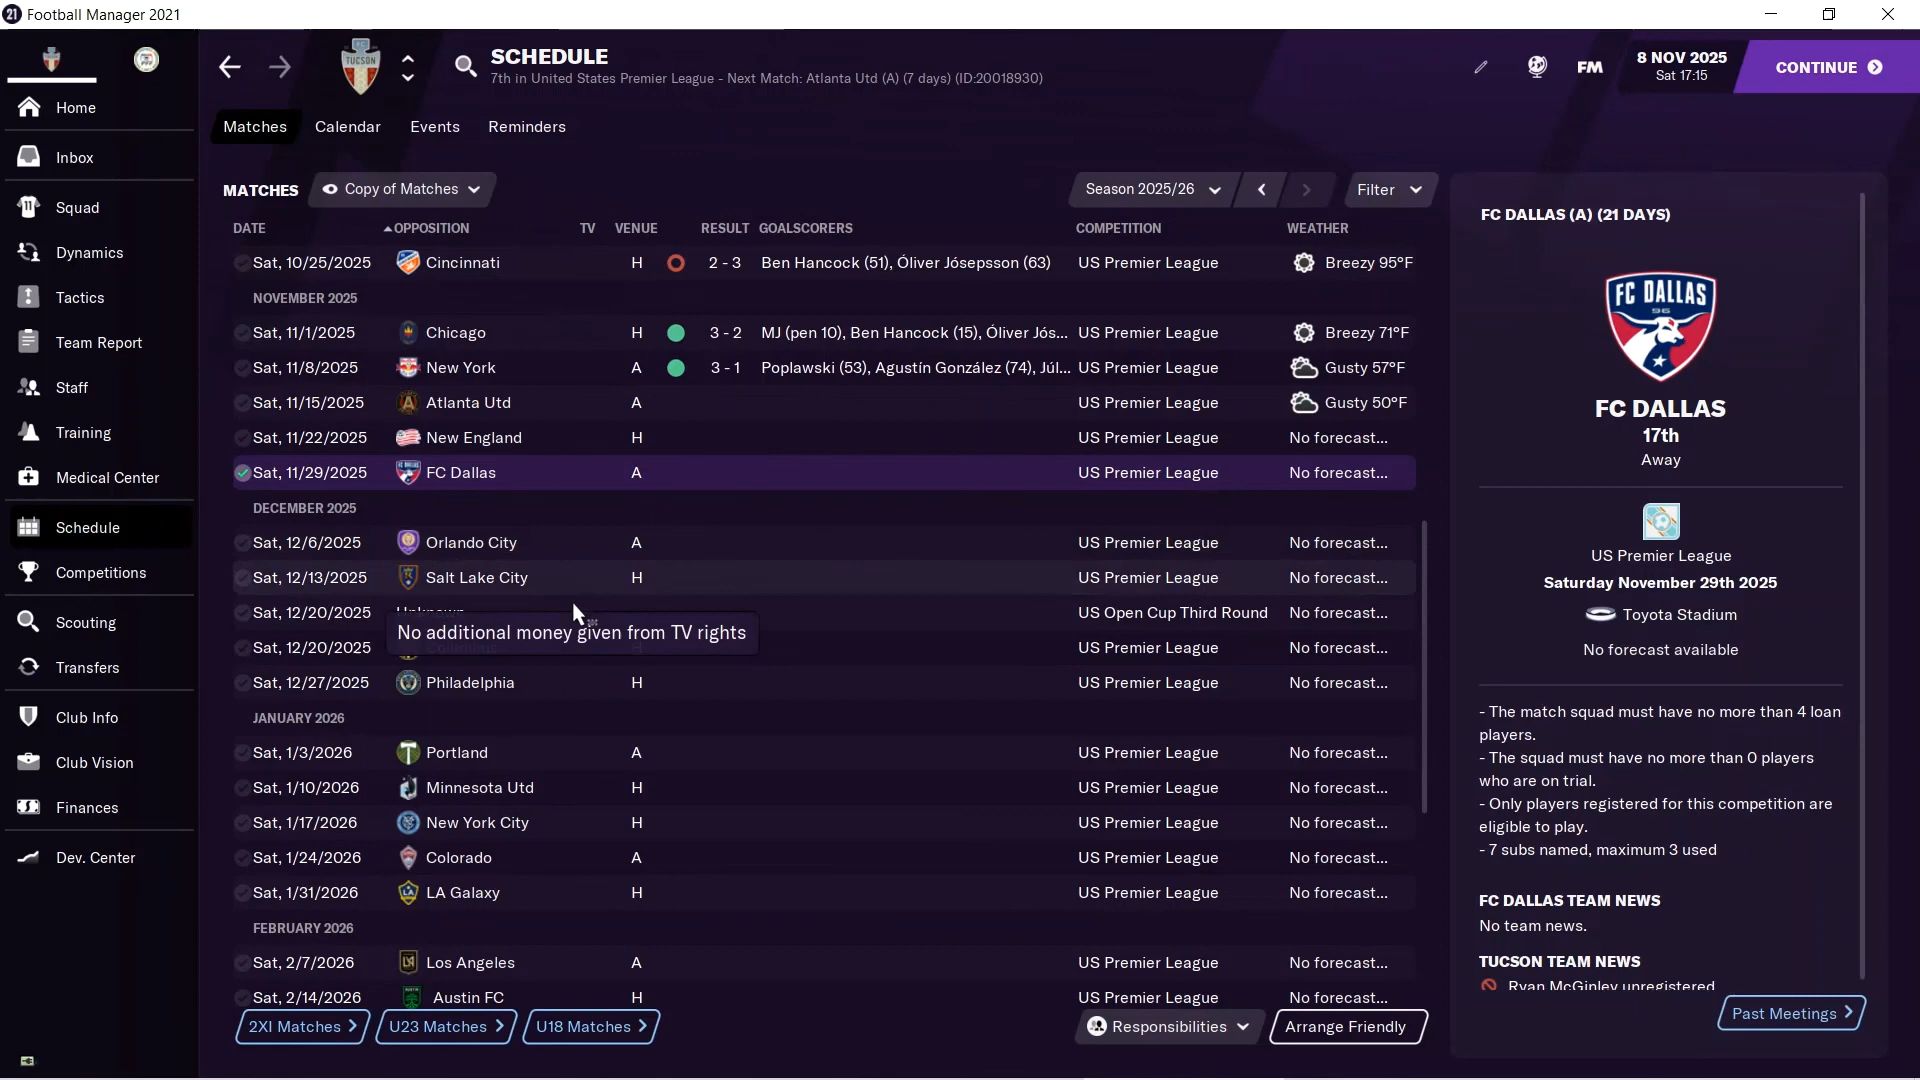 21 Football Manager 2021
FC TUCSON
SCHEDULE
7th in United States Premier League - Next Match: Atlanta Utd (A) (7 days) (ID:20018930)
FM
8 NOV 2025
Sat 17:15
CONTINUE
Home
Inbox
Squad
Dynamics
Tactics
Team Report
Staff
Training
Medical Center
Schedule
Competitions
Scouting
Transfers
Club Info
Club Vision
Finances
Dev. Center
Matches Calendar Events Reminders
MATCHES Copy of Matches Season 2025/26 Filter
DATE OPPOSITION TV VENUE RESULT GOALSCORERS COMPETITION WEATHER
Sat, 10/25/2025 Cincinnati H 2 - 3 Ben Hancock (51), Óliver Jósepsson (63) US Premier League Breezy 95°F
NOVEMBER 2025
Sat, 11/1/2025 Chicago H 3 - 2 MJ (pen 10), Ben Hancock (15), Óliver Jós... US Premier League Breezy 71°F
Sat, 11/8/2025 New York A 3 - 1 Poplawski (53), Agustín González (74), Júl... US Premier League Gusty 57°F
Sat, 11/15/2025 Atlanta Utd A US Premier League Gusty 50°F
Sat, 11/22/2025 New England H US Premier League No forecast...
Sat, 11/29/2025 FC Dallas A US Premier League No forecast...
DECEMBER 2025
Sat, 12/6/2025 Orlando City A US Premier League No forecast...
Sat, 12/13/2025 Salt Lake City H US Premier League No forecast...
Sat, 12/20/2025 US Open Cup Third Round No forecast...
No additional money given from TV rights
Sat, 12/20/2025 US Premier League No forecast...
Sat, 12/27/2025 Philadelphia H US Premier League No forecast...
JANUARY 2026
Sat, 1/3/2026 Portland A US Premier League No forecast...
Sat, 1/10/2026 Minnesota Utd H US Premier League No forecast...
Sat, 1/17/2026 New York City H US Premier League No forecast...
Sat, 1/24/2026 Colorado A US Premier League No forecast...
Sat, 1/31/2026 LA Galaxy H US Premier League No forecast...
FEBRUARY 2026
Sat, 2/7/2026 Los Angeles A US Premier League No forecast...
Sat, 2/14/2026 Austin FC H US Premier League No forecast...
2XI Matches U23 Matches U18 Matches Responsibilities Arrange Friendly
FC DALLAS (A) (21 DAYS)
FC DALLAS
96
FC DALLAS
17th
Away
US Premier League
Saturday November 29th 2025
Toyota Stadium
No forecast available
- The match squad must have no more than 4 loan
players.
- The squad must have no more than 0 players
who are on trial.
- Only players registered for this competition are
eligible to play.
- 7 subs named, maximum 3 used
FC DALLAS TEAM NEWS
No team news.
TUCSON TEAM NEWS
Ryan McGinley unregistered
Past Meetings